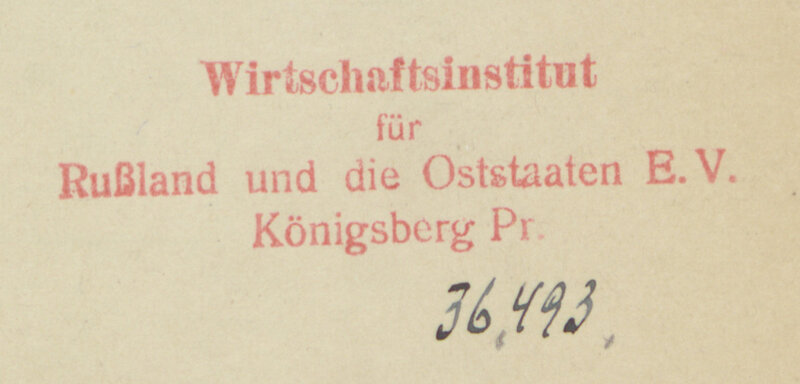 Wirtschaftsinstitut
für
Rußland und die Oststaaten E.V.
Königsberg Pr.
36,493,